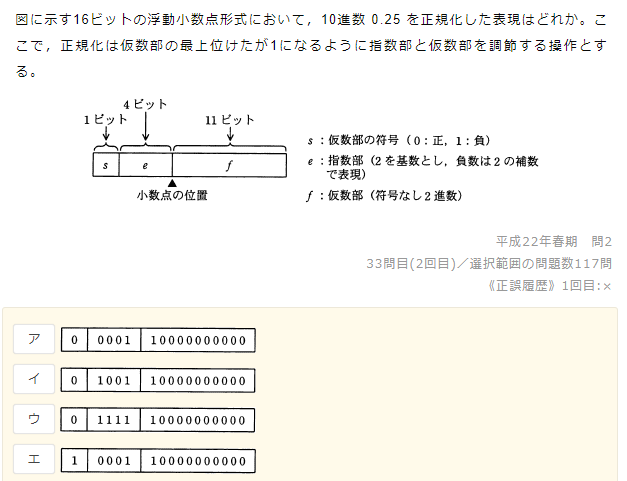 図に示す16ビットの浮動小数点形式において，10進数 0.25 を正規化した表現はどれか。こ
こで，正規化は仮数部の最上位けたが1になるように指数部と仮数部を調節する操作とす
る。
4ビット
1ビット 11ビット
s e f
小数点の位置
s：仮数部の符号（0：正，1：負）
e：指数部（2を基数とし，負数は2の補数
で表現）
f：仮数部（符号なし2進数）
平成22年春期　問2
33問目(2回目)／選択範囲の問題数117問
《正誤履歴》1回目:×
ア 0 0001 10000000000
イ 0 1001 10000000000
ウ 0 1111 10000000000
エ 1 0001 10000000000